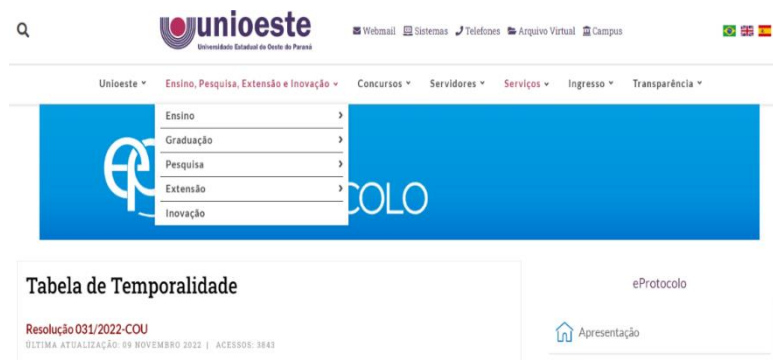 unioeste
Universidade Estadual do Oeste do Paraná
Webmail Sistemas Telefones Arquivo Virtual Campus
Unioeste Ensino, Pesquisa, Extensão e Inovação Concursos Servidores Serviços Ingresso Transparência
Ensino
Graduação
Pesquisa
Extensão
Inovação
COLO
Tabela de Temporalidade
Resolução 031/2022-COU
ÚLTIMA ATUALIZAÇÃO: 09 NOVEMBRO 2022 | ACESSOS: 3843
eProtocolo
Apresentação